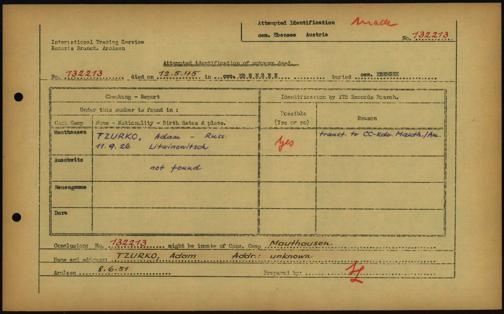 Attempted Identification made
cem. Ebensee Austria
International Tracing Service
Records Branch, Arolsen
No. 132213
Attempted identification of unknown dead.
No. 132213 died on 12.5.45 in EBENSEE buried cem. EBENSEE
Checking - Report
Identification by ITS Records Branch.
Under this number is found in :
Possible
(Yes or no)
Reason
Conc Camp Name - Nationality - Birth dates & place.
Mauthausen TZURKO, Adam - Russ yes transf. to CC-Kdo. Mauth./Au.
11.9.26 Litwinowitsch
Auschwitz
not found
Neuengamme
Dora
Conclusions: No. 132213 might be inmate of Conc. Camp Mauthausen
Name and address: TZURKO, Adam Addr.: unknown
Arolsen 8.6.51 Prepared by: